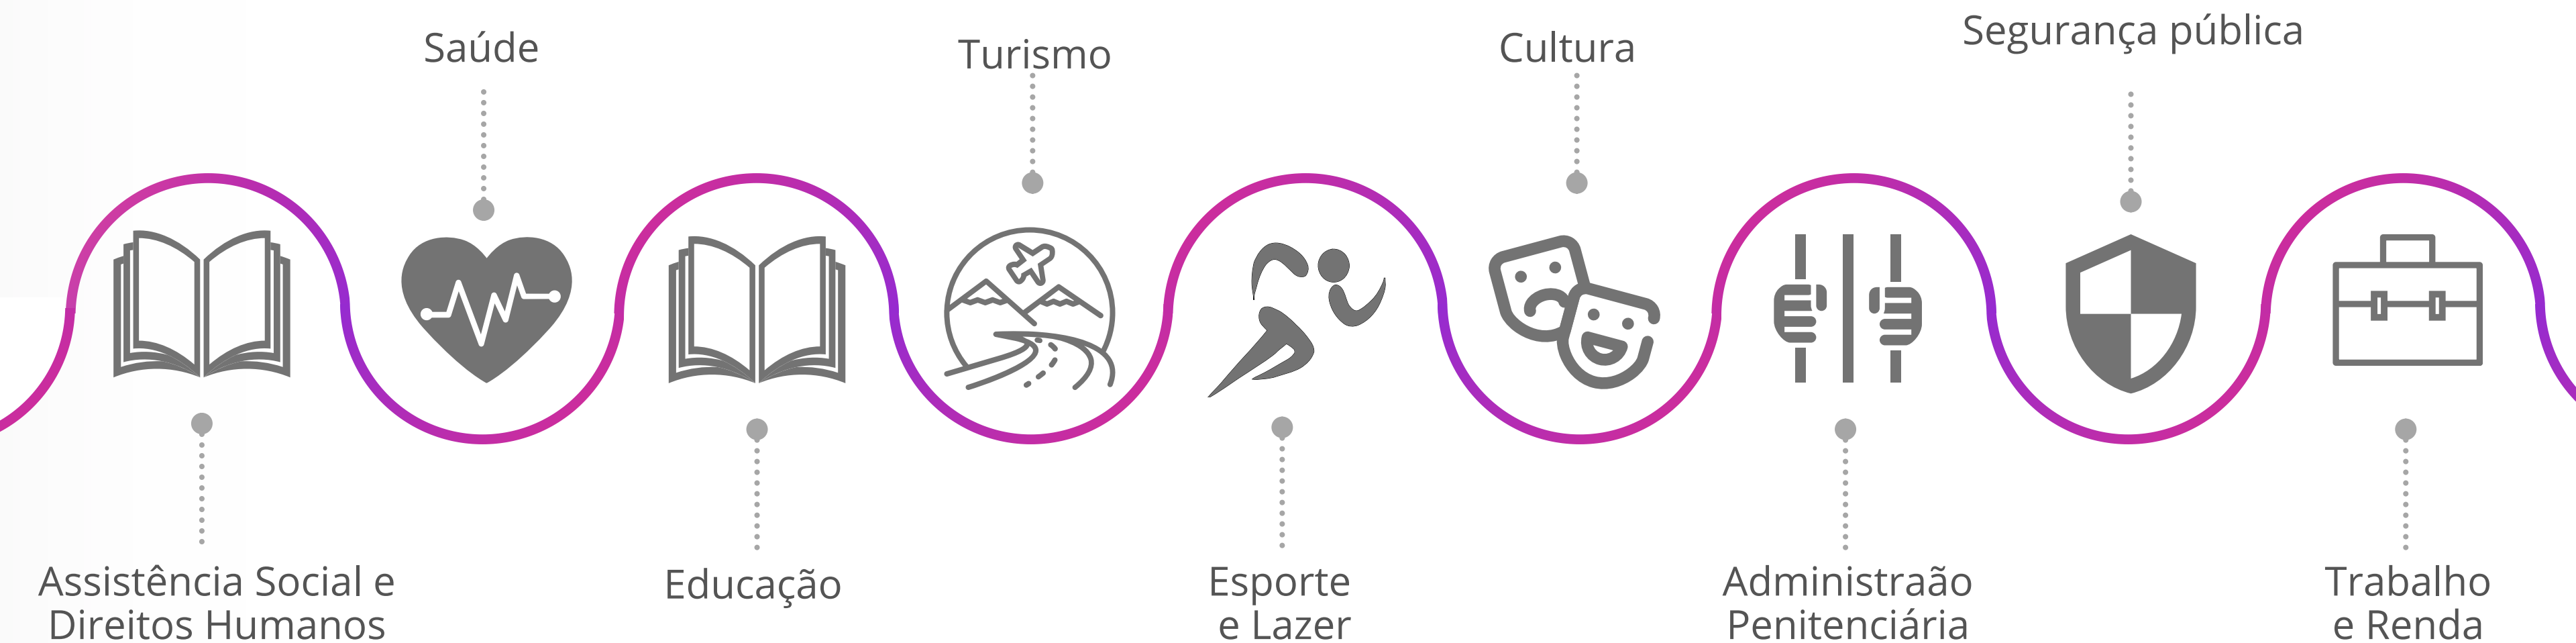 Saúde
Turismo
Cultura
Segurança pública
Assistência Social e
Direitos Humanos
Educação
Esporte
e Lazer
Administraão
Penitenciária
Trabalho
e Renda